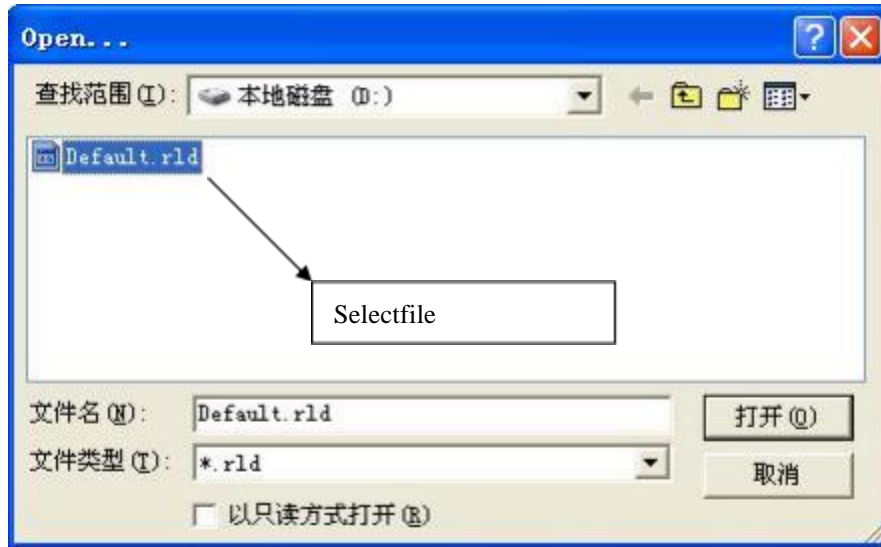 Open...
查找范围(I): 本地磁盘 (D:)
Default.rld
Selectfile
文件名(N): Default.rld
打开(O)
文件类型(T): *.rld
取消
以只读方式打开(R)